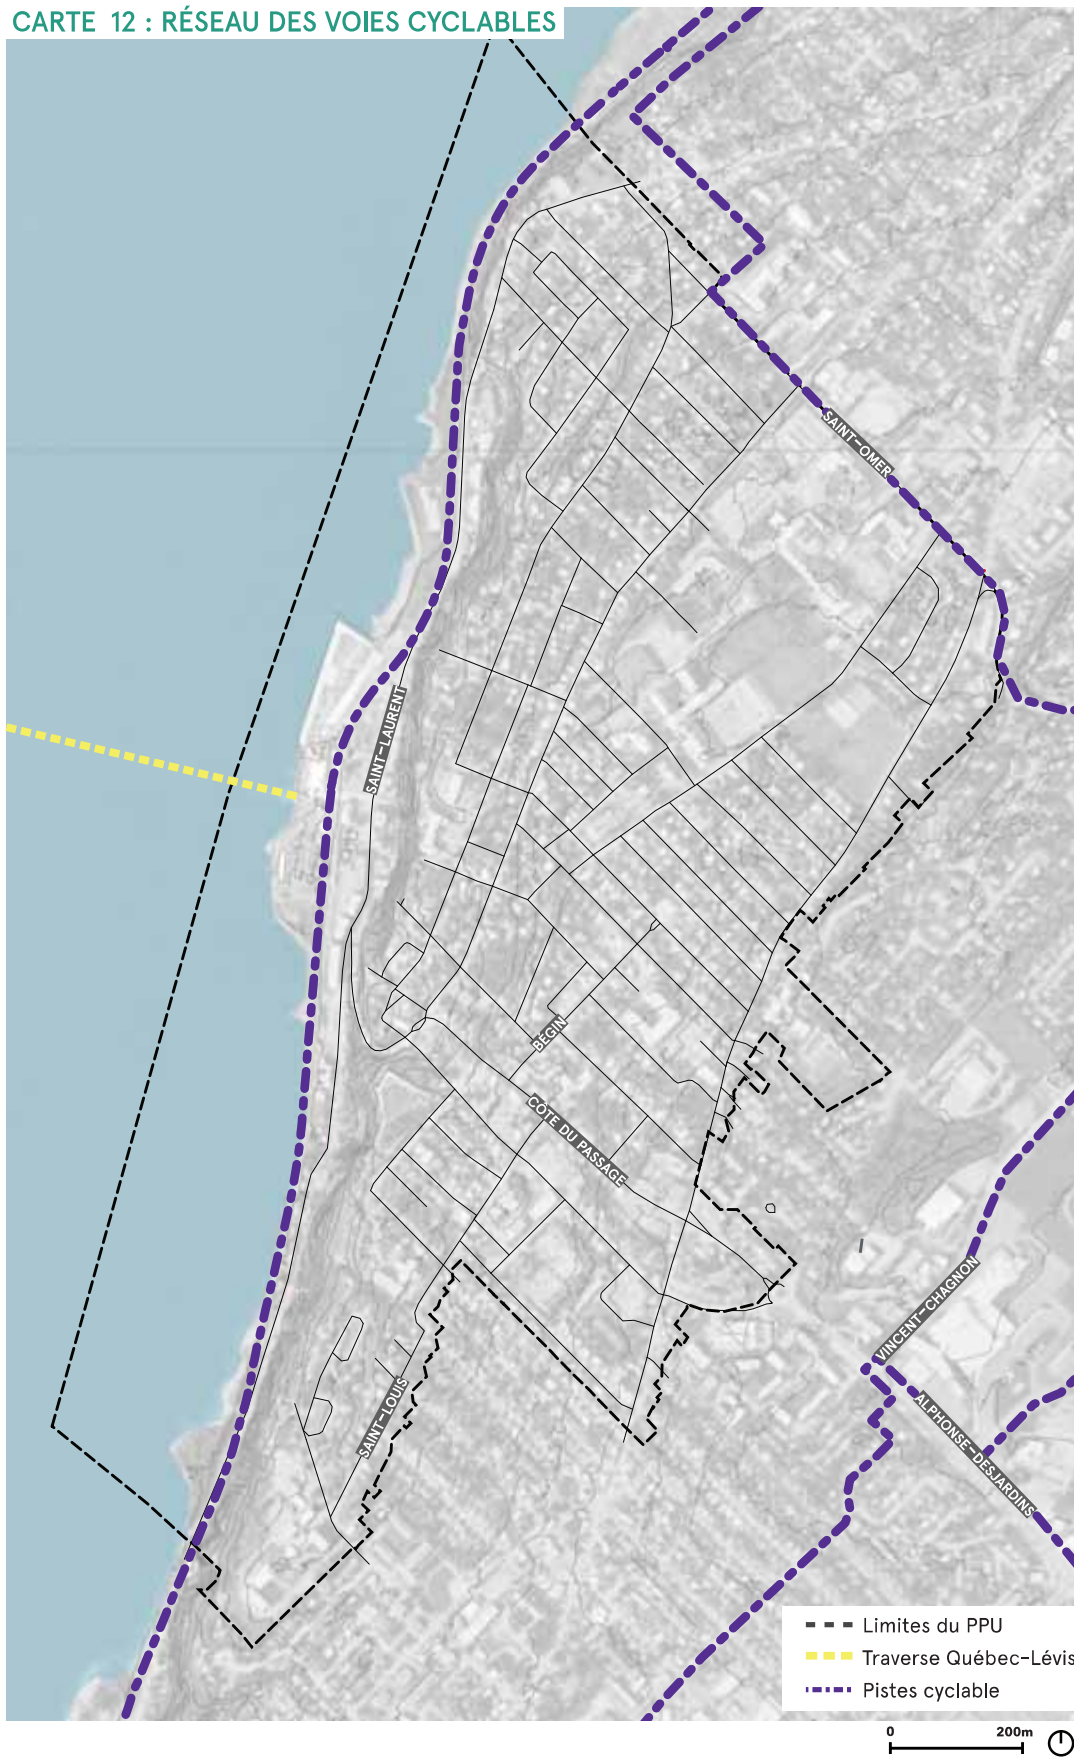 CARTE 12 : RÉSEAU DES VOIES CYCLABLES
SAINT-OMER
SAINT-LAURENT
BÉGIN
CÔTE DU PASSAGE
VINCENT-CHAGNON
SAINT-LOUIS
ALPHONSE-DESJARDINS
Limites du PPU
Traverse Québec-Lévis
Pistes cyclable
0 200m